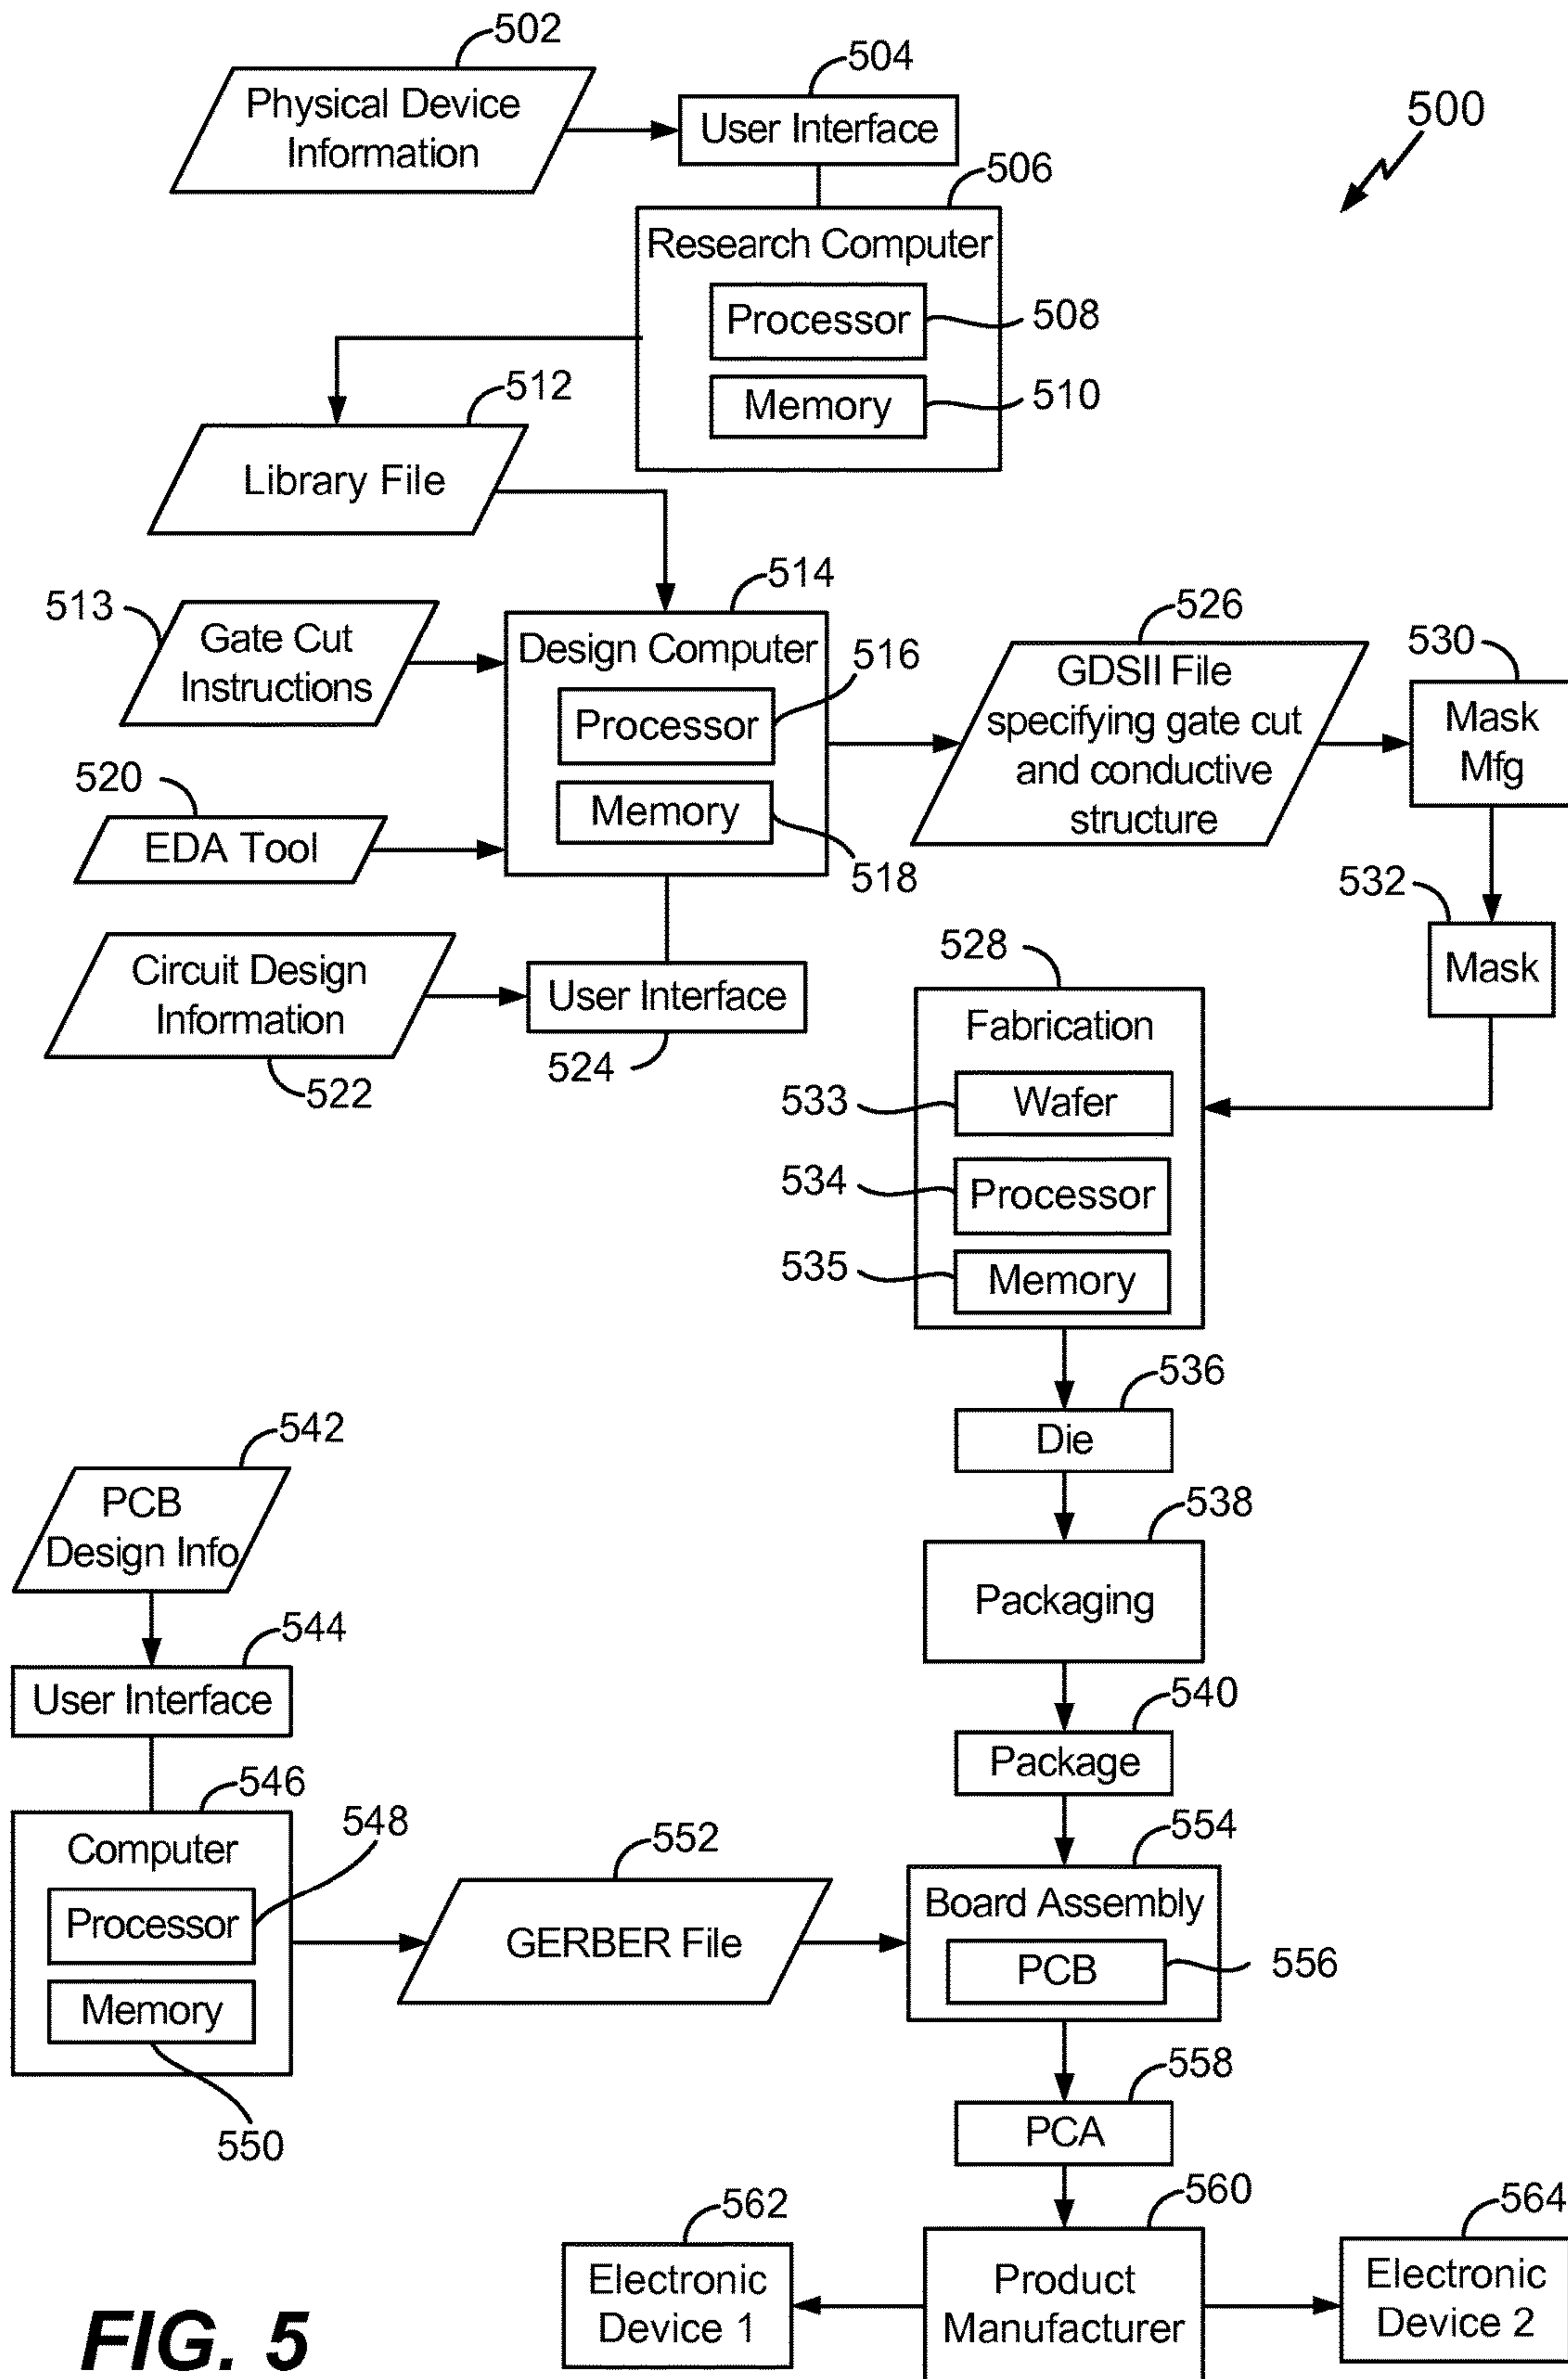 502
Physical Device
Information
504
User Interface
500
506
Research Computer
Processor
508
Memory
510
512
Library File
513
Gate Cut
Instructions
514
Design Computer
516
Processor
Memory
518
520
EDA Tool
526
GDSII File
specifying gate cut
and conductive
structure
530
Mask
Mfg
532
Mask
Circuit Design
Information
522
User Interface
524
528
Fabrication
533
Wafer
534
Processor
535
Memory
536
Die
538
Packaging
540
Package
542
PCB
Design Info
544
User Interface
546
Computer
548
Processor
Memory
550
552
GERBER File
554
Board Assembly
PCB
556
558
PCA
560
Product
Manufacturer
562
Electronic
Device 1
564
Electronic
Device 2
FIG. 5